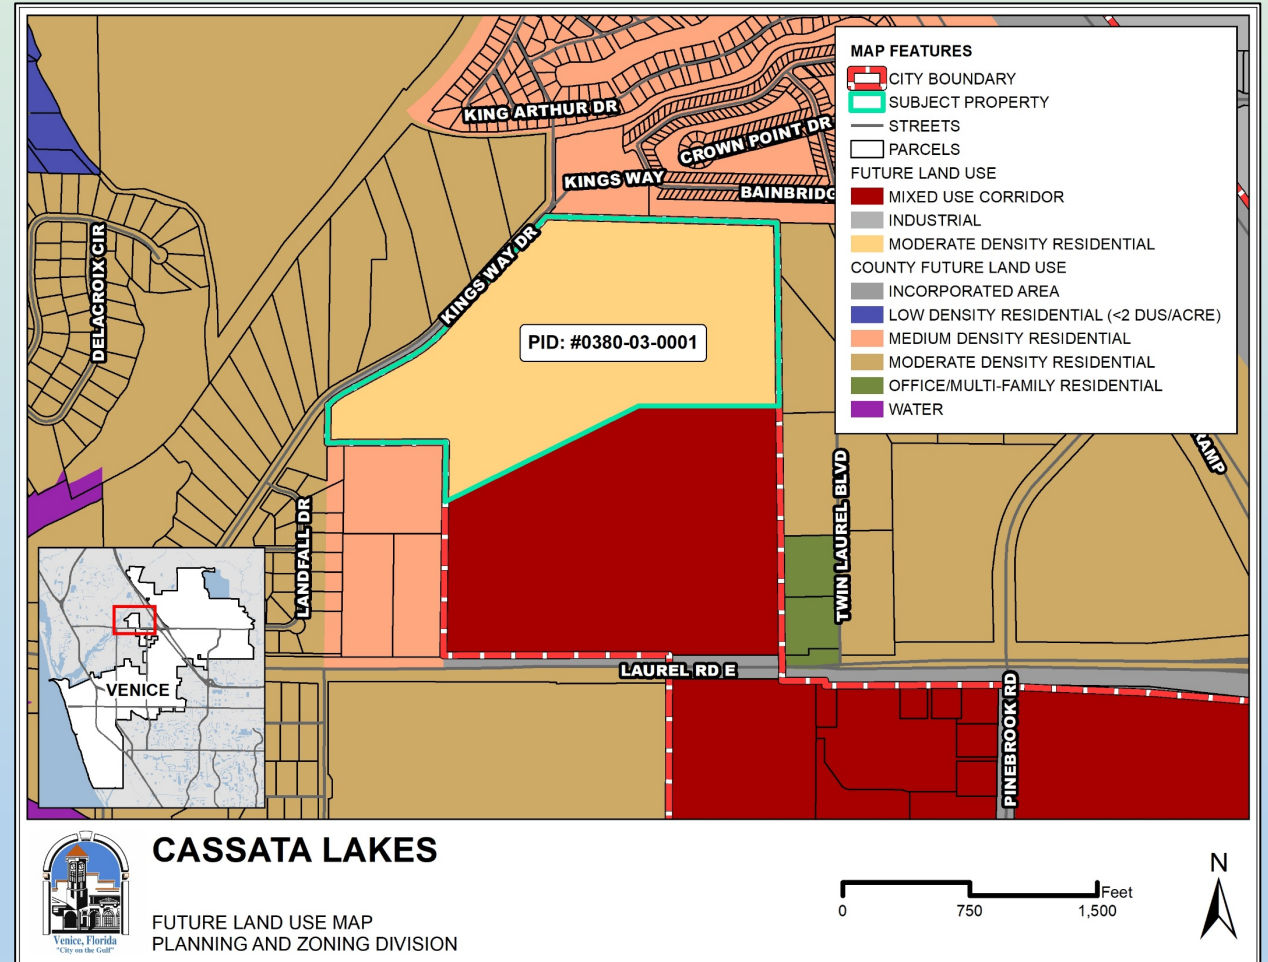 KING ARTHUR DR
CROWN POINT DR
KINGS WAY
BAINBRIDG
KINGS WAY DR
DELACROIX CIR
PID: #0380-03-0001
LANDFALL DR
TWIN LAUREL BLVD
RAMP
LAUREL RD E
PINEBROOK RD
VENICE
MAP FEATURES
CITY BOUNDARY
SUBJECT PROPERTY
STREETS
PARCELS
FUTURE LAND USE
MIXED USE CORRIDOR
INDUSTRIAL
MODERATE DENSITY RESIDENTIAL
COUNTY FUTURE LAND USE
INCORPORATED AREA
LOW DENSITY RESIDENTIAL (<2 DUS/ACRE)
MEDIUM DENSITY RESIDENTIAL
MODERATE DENSITY RESIDENTIAL
OFFICE/MULTI-FAMILY RESIDENTIAL
WATER
CASSATA LAKES
FUTURE LAND USE MAP
PLANNING AND ZONING DIVISION
Venice, Florida
"City on the Gulf"
Feet
0 750 1,500
N